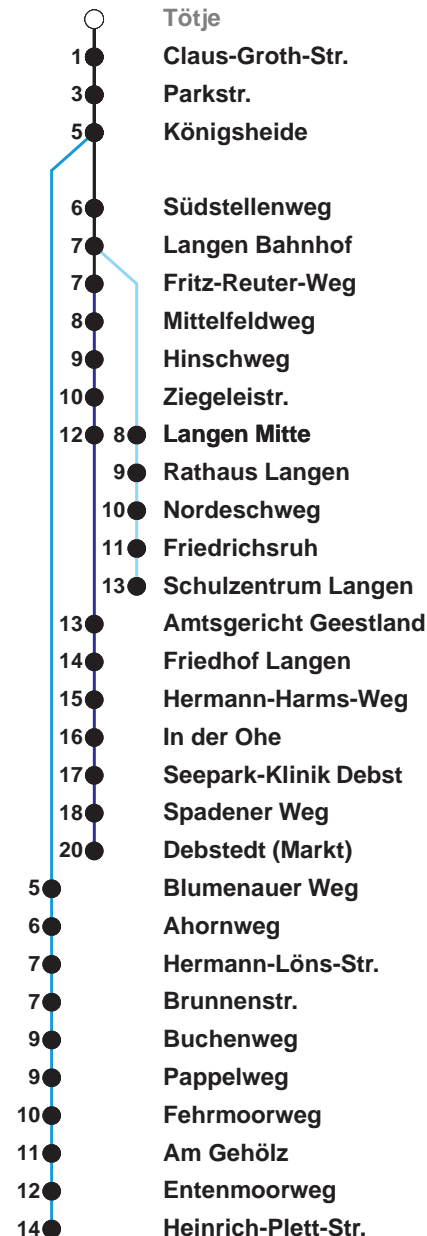 Tötje
1 Claus-Groth-Str.
3 Parkstr.
5 Königsheide
6 Südstellenweg
7 Langen Bahnhof
7 Fritz-Reuter-Weg
8 Mittelfeldweg
9 Hinschweg
10 Ziegeleistr.
12 8 Langen Mitte
9 Rathaus Langen
10 Nordeschweg
11 Friedrichsruh
13 Schulzentrum Langen
13 Amtsgericht Geestland
14 Friedhof Langen
15 Hermann-Harms-Weg
16 In der Ohe
17 Seepark-Klinik Debst
18 Spadener Weg
20 Debstedt (Markt)
5 Blumenauer Weg
6 Ahornweg
7 Hermann-Löns-Str.
7 Brunnenstr.
9 Buchenweg
9 Pappelweg
10 Fehrmoorweg
11 Am Gehölz
12 Entenmoorweg
14 Heinrich-Plett-Str.